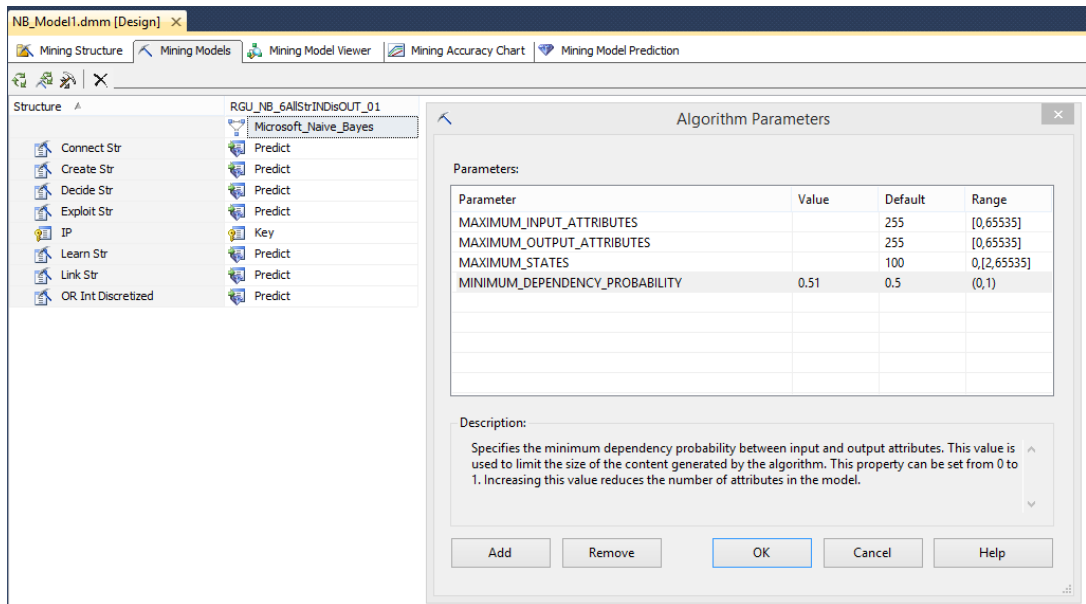 NB_Model1.dmm [Design]
Mining Structure Mining Models Mining Model Viewer Mining Accuracy Chart Mining Model Prediction
Structure RGU_NB_6AllStrINDisOUT_01
Microsoft_Naive_Bayes
Connect Str Predict
Create Str Predict
Decide Str Predict
Exploit Str Predict
IP Key
Learn Str Predict
Link Str Predict
OR Int Discretized Predict
Algorithm Parameters
Parameters:
Parameter Value Default Range
MAXIMUM_INPUT_ATTRIBUTES 255 [0,65535]
MAXIMUM_OUTPUT_ATTRIBUTES 255 [0,65535]
MAXIMUM_STATES 100 0,[2,65535]
MINIMUM_DEPENDENCY_PROBABILITY 0.51 0.5 (0,1)
Description:
Specifies the minimum dependency probability between input and output attributes. This value is
used to limit the size of the content generated by the algorithm. This property can be set from 0 to
1. Increasing this value reduces the number of attributes in the model.
Add Remove OK Cancel Help